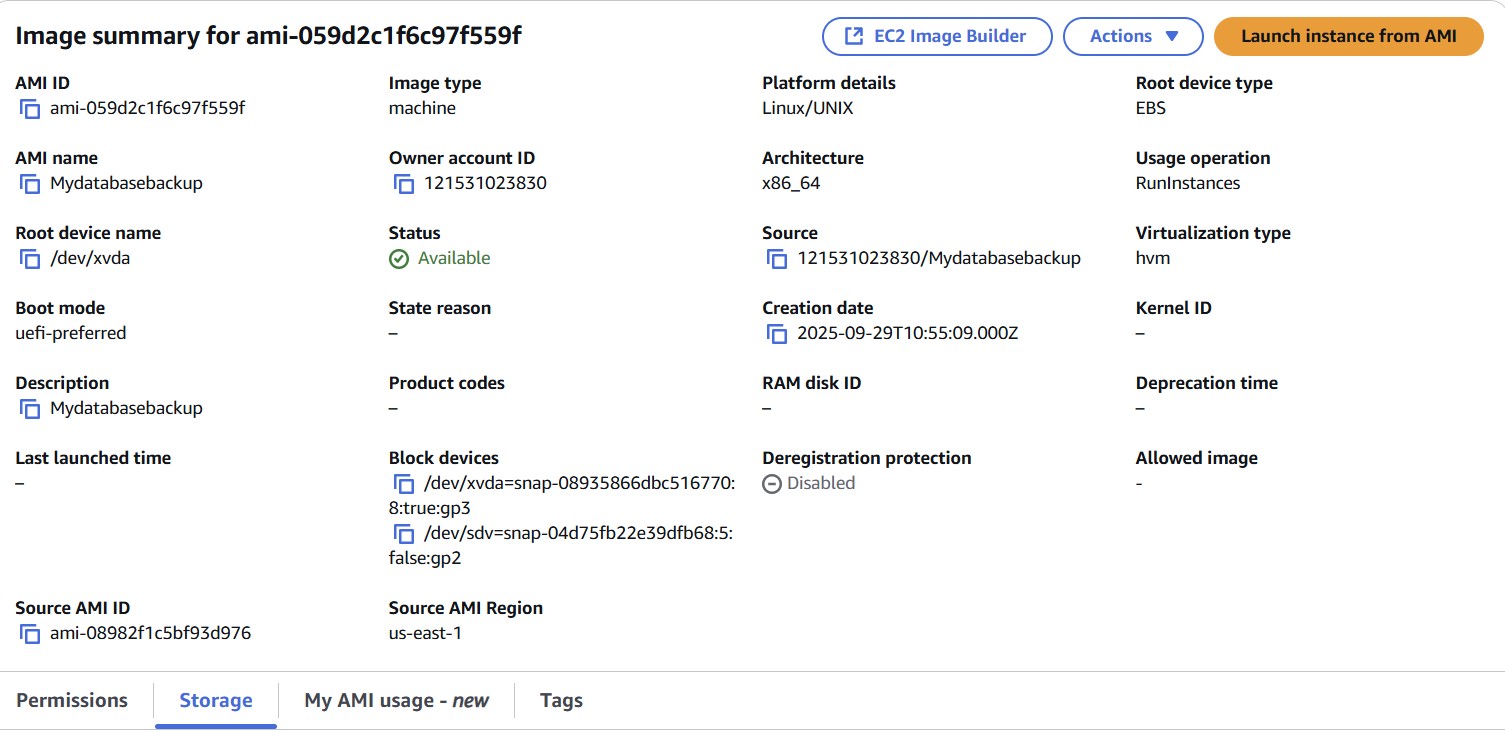 Image summary for ami-059d2c1f6c97f559f
EC2 Image Builder
Actions
Launch instance from AMI
AMI ID
ami-059d2c1f6c97f559f
Image type
machine
Platform details
Linux/UNIX
Root device type
EBS
AMI name
Mydatabasebackup
Owner account ID
121531023830
Architecture
x86_64
Usage operation
RunInstances
Root device name
/dev/xvda
Status
Available
Source
121531023830/Mydatabasebackup
Virtualization type
hvm
Boot mode
uefi-preferred
State reason
–
Creation date
2025-09-29T10:55:09.000Z
Kernel ID
–
Description
Mydatabasebackup
Product codes
–
RAM disk ID
–
Deprecation time
–
Last launched time
–
Block devices
/dev/xvda=snap-08935866dbc516770:
8:true:gp3
/dev/sdv=snap-04d75fb22e39dfb68:5:
false:gp2
Deregistration protection
Disabled
Allowed image
-
Source AMI ID
ami-08982f1c5bf93d976
Source AMI Region
us-east-1
Permissions
Storage
My AMI usage - new
Tags